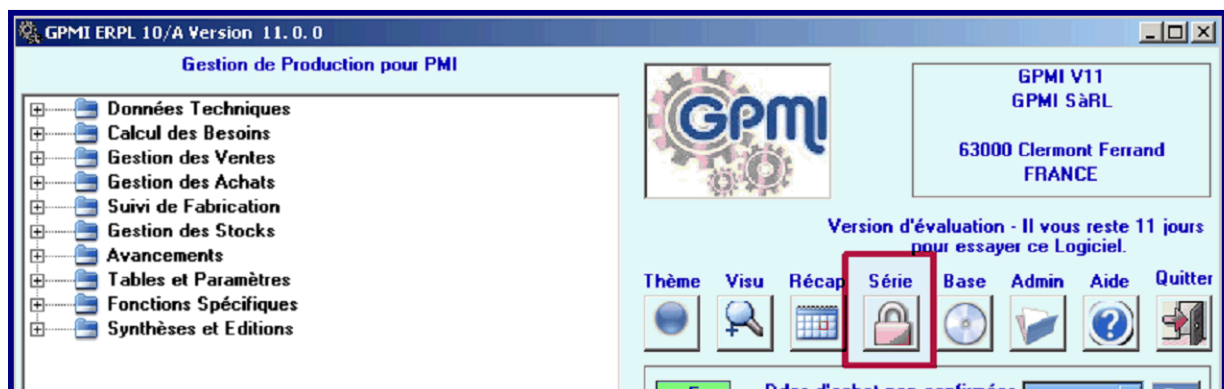 GPMI ERPL 10/A Version 11.0.0
Gestion de Production pour PMI
Données Techniques
Calcul des Besoins
Gestion des Ventes
Gestion des Achats
Suivi de Fabrication
Gestion des Stocks
Avancements
Tables et Paramètres
Fonctions Spécifiques
Synthèses et Editions
GPMI
GPMI V11
GPMI SàRL
63000 Clermont Ferrand
FRANCE
Version d'évaluation - Il vous reste 11 jours
pour essayer ce Logiciel.
Thème Visu Récap Série Base Admin Aide Quitter